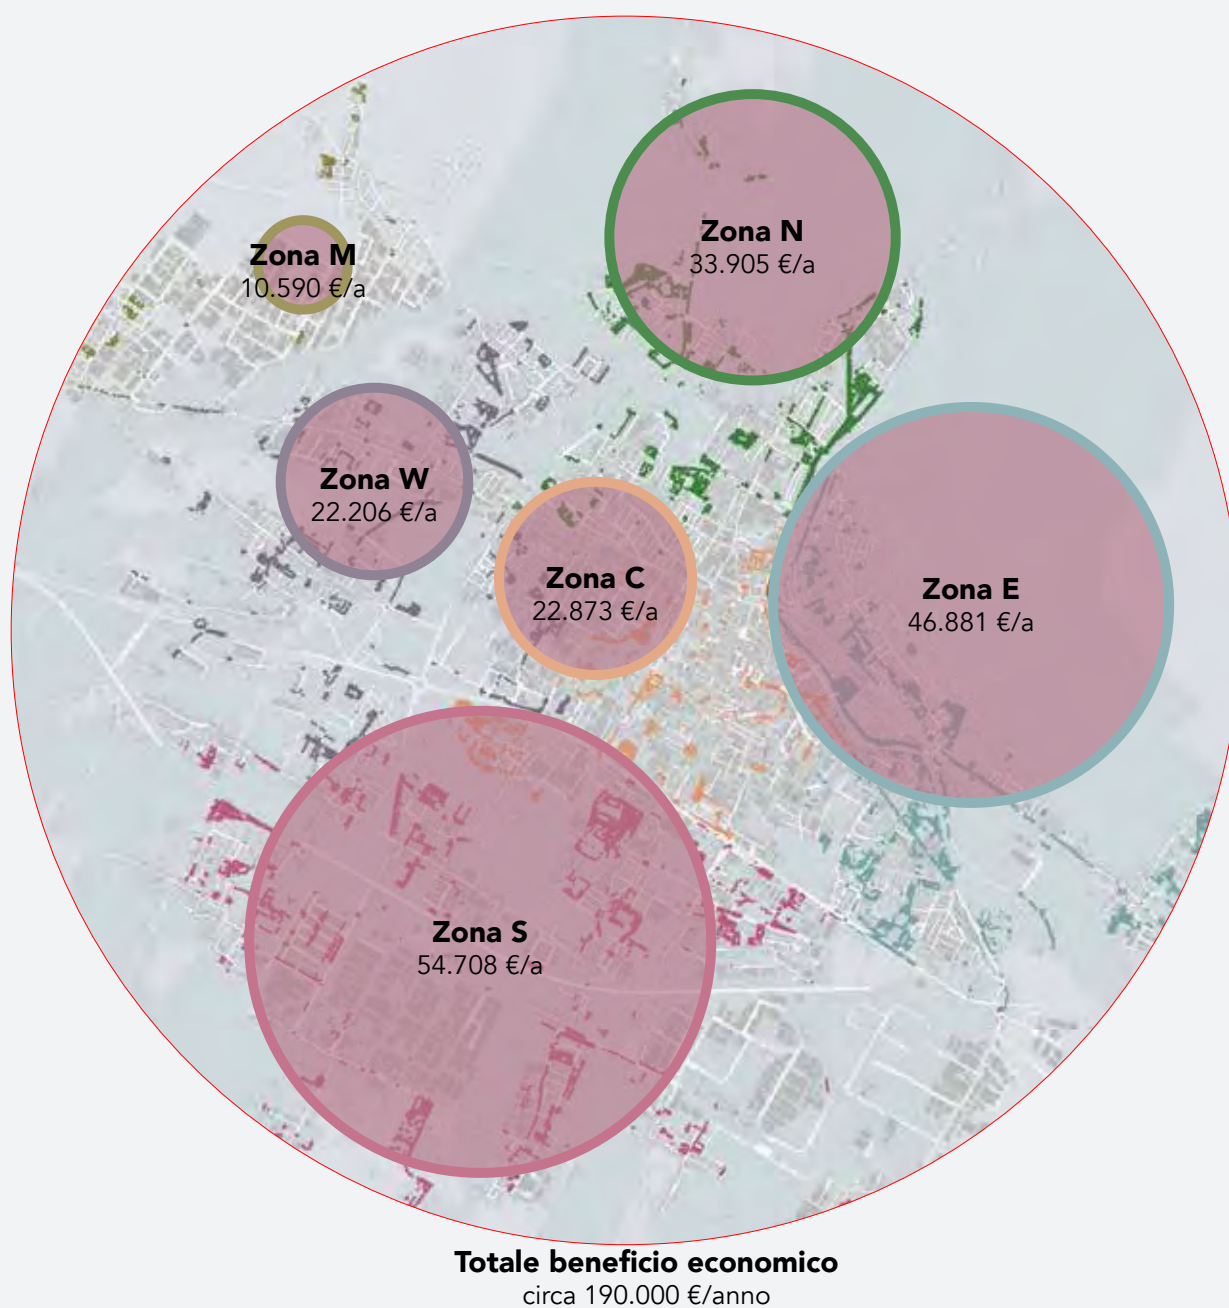 Zona N
33.905 €/a
Zona M
10.590 €/a
Zona W
22.206 €/a
Zona C
22.873 €/a
Zona E
46.881 €/a
Zona S
54.708 €/a
Totale beneficio economico
circa 190.000 €/anno